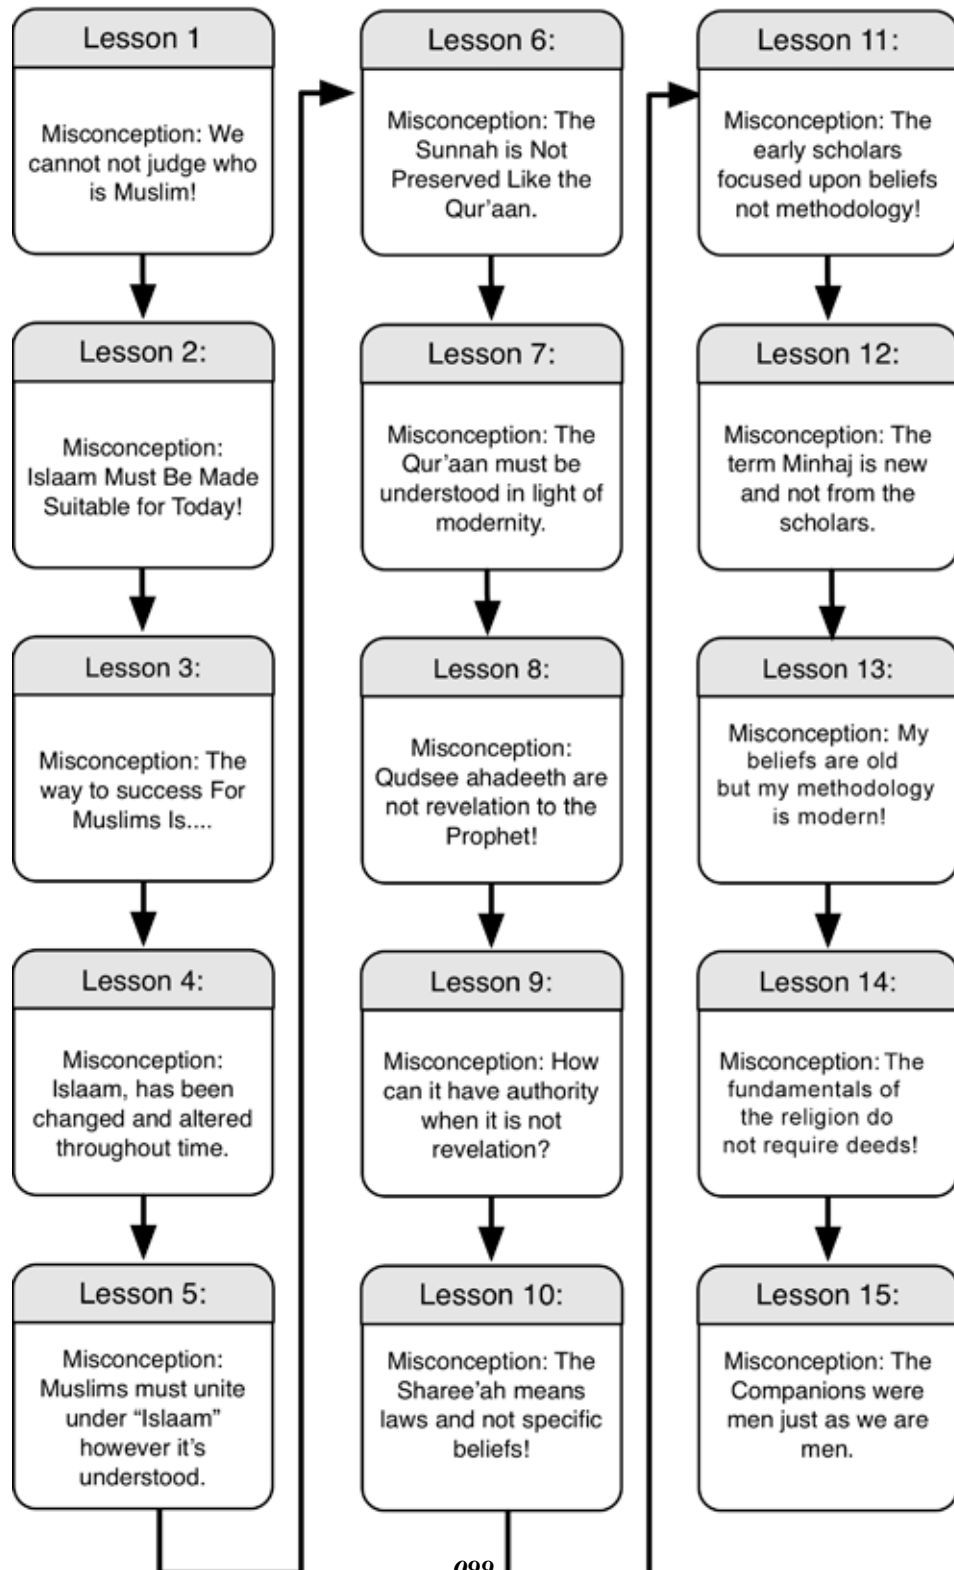 Lesson 1
Misconception: We
cannot not judge who
is Muslim!
Lesson 2:
Misconception:
Islaam Must Be Made
Suitable for Today!
Lesson 3:
Misconception: The
way to success For
Muslims Is....
Lesson 4:
Misconception:
Islaam, has been
changed and altered
throughout time.
Lesson 5:
Misconception:
Muslims must unite
under “Islaam”
however it’s
understood.
Lesson 6:
Misconception: The
Sunnah is Not
Preserved Like the
Qur’aan.
Lesson 7:
Misconception: The
Qur’aan must be
understood in light of
modernity.
Lesson 8:
Misconception:
Qudsee ahadeeth are
not revelation to the
Prophet!
Lesson 9:
Misconception: How
can it have authority
when it is not
revelation?
Lesson 10:
Misconception: The
Sharee’ah means
laws and not specific
beliefs!
Lesson 11:
Misconception: The
early scholars
focused upon beliefs
not methodology!
Lesson 12:
Misconception: The
term Minhaj is new
and not from the
scholars.
Lesson 13:
Misconception: My
beliefs are old
but my methodology
is modern!
Lesson 14:
Misconception: The
fundamentals of
the religion do
not require deeds!
Lesson 15:
Misconception: The
Companions were
men just as we are
men.